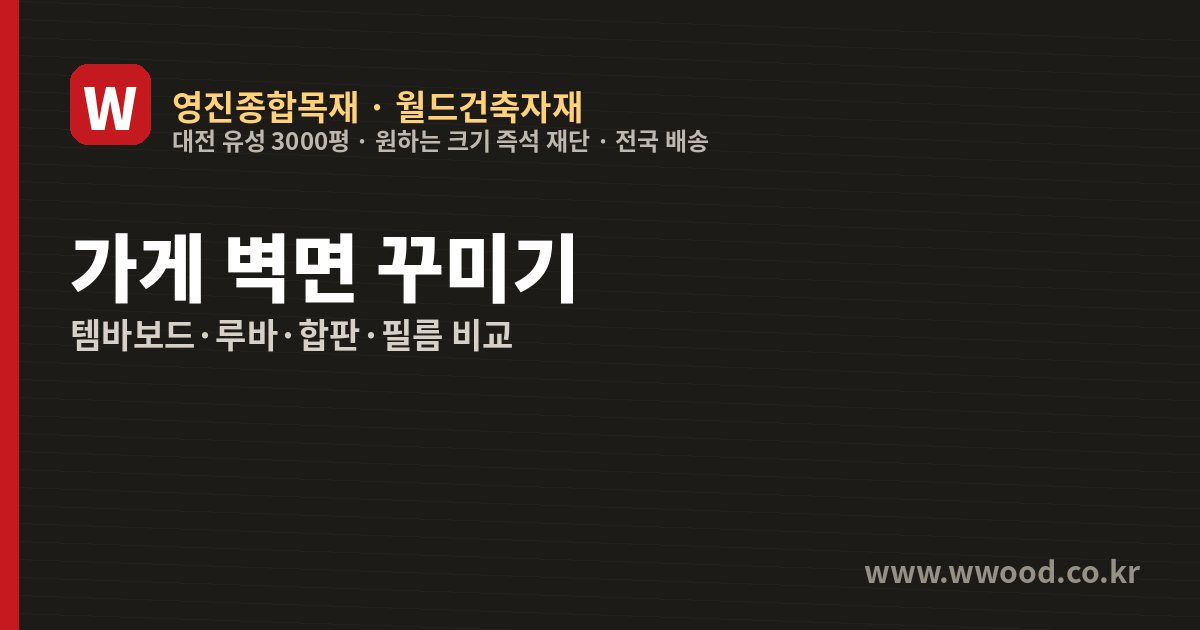 W
영진종합목재 · 월드건축자재
대전 유성 3000평 · 원하는 크기 즉석 재단 · 전국 배송
가게 벽면 꾸미기
템바보드·루바·합판·필름 비교
www.wwood.co.kr